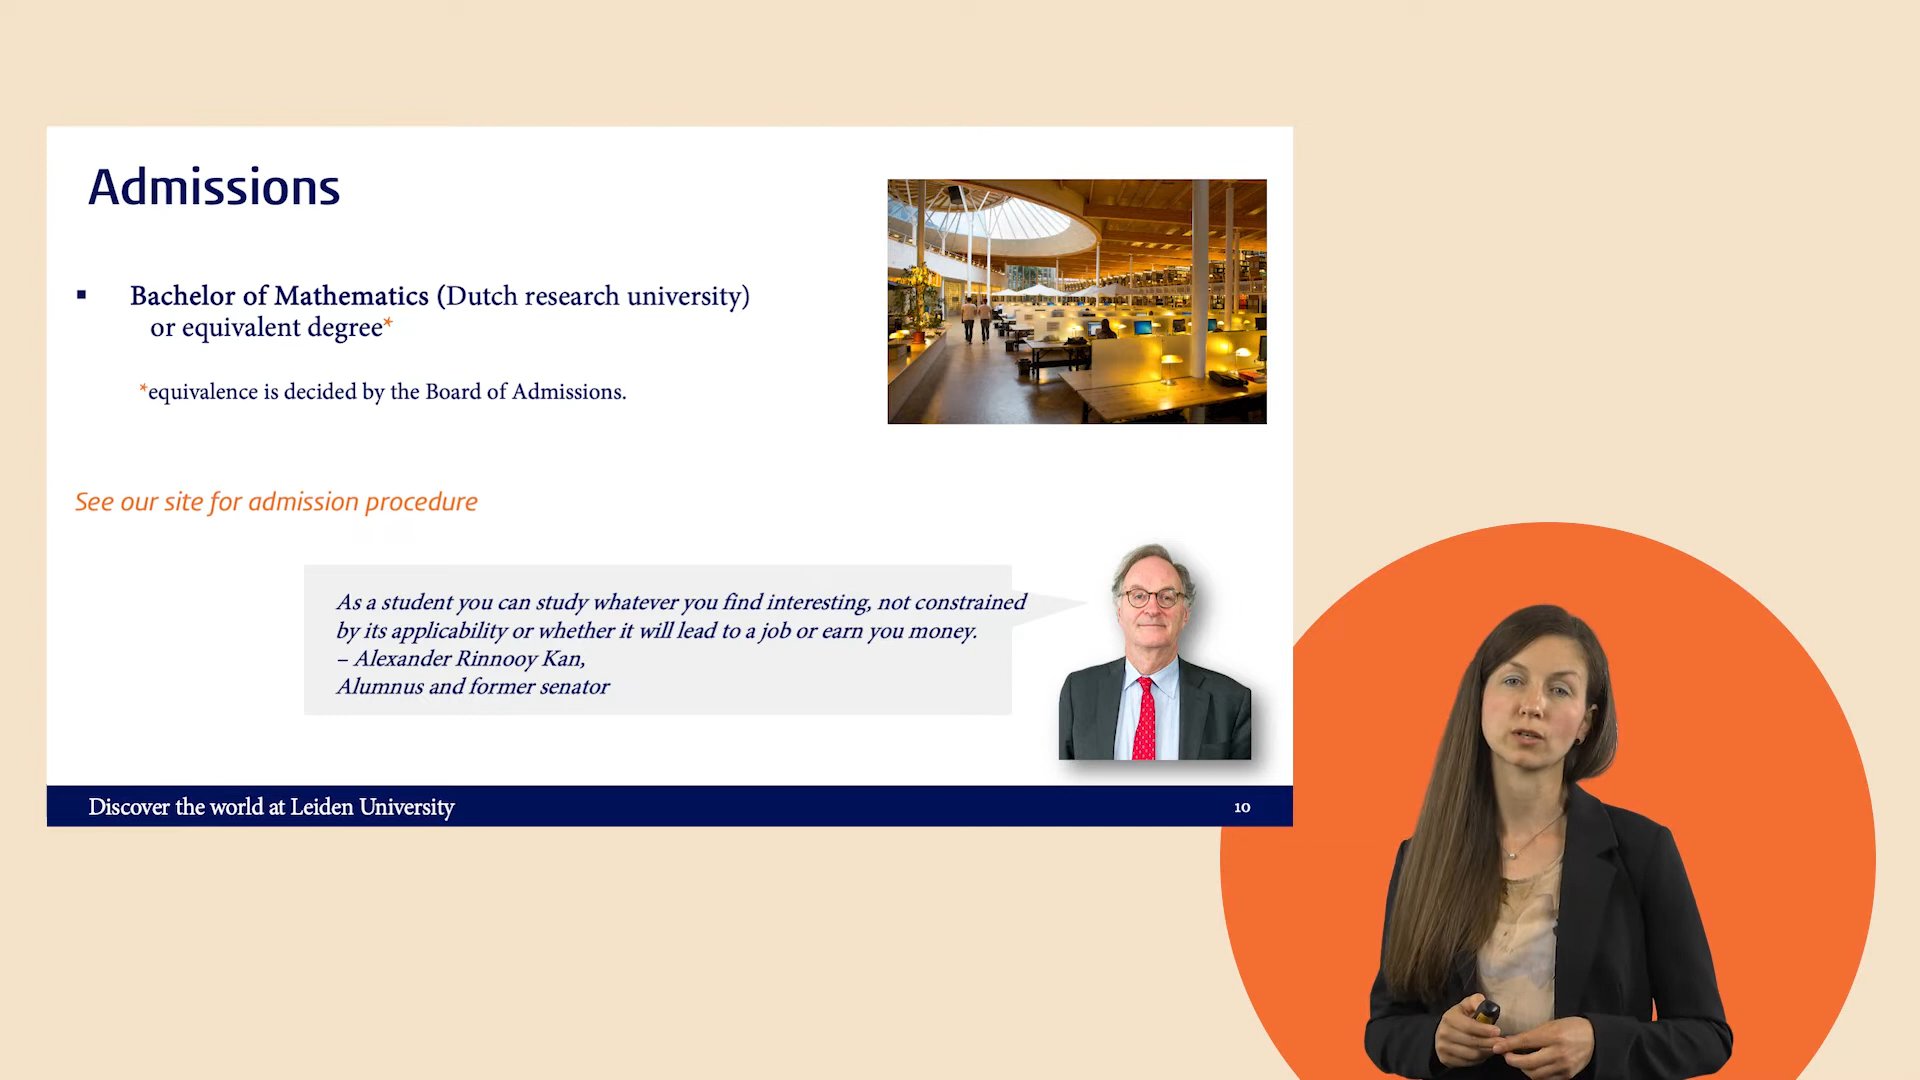 Admissions
▪ Bachelor of Mathematics (Dutch research university)
or equivalent degree*
*equivalence is decided by the Board of Admissions.
See our site for admission procedure
As a student you can study whatever you find interesting, not constrained
by its applicability or whether it will lead to a job or earn you money.
– Alexander Rinnooy Kan,
Alumnus and former senator
Discover the world at Leiden University
10